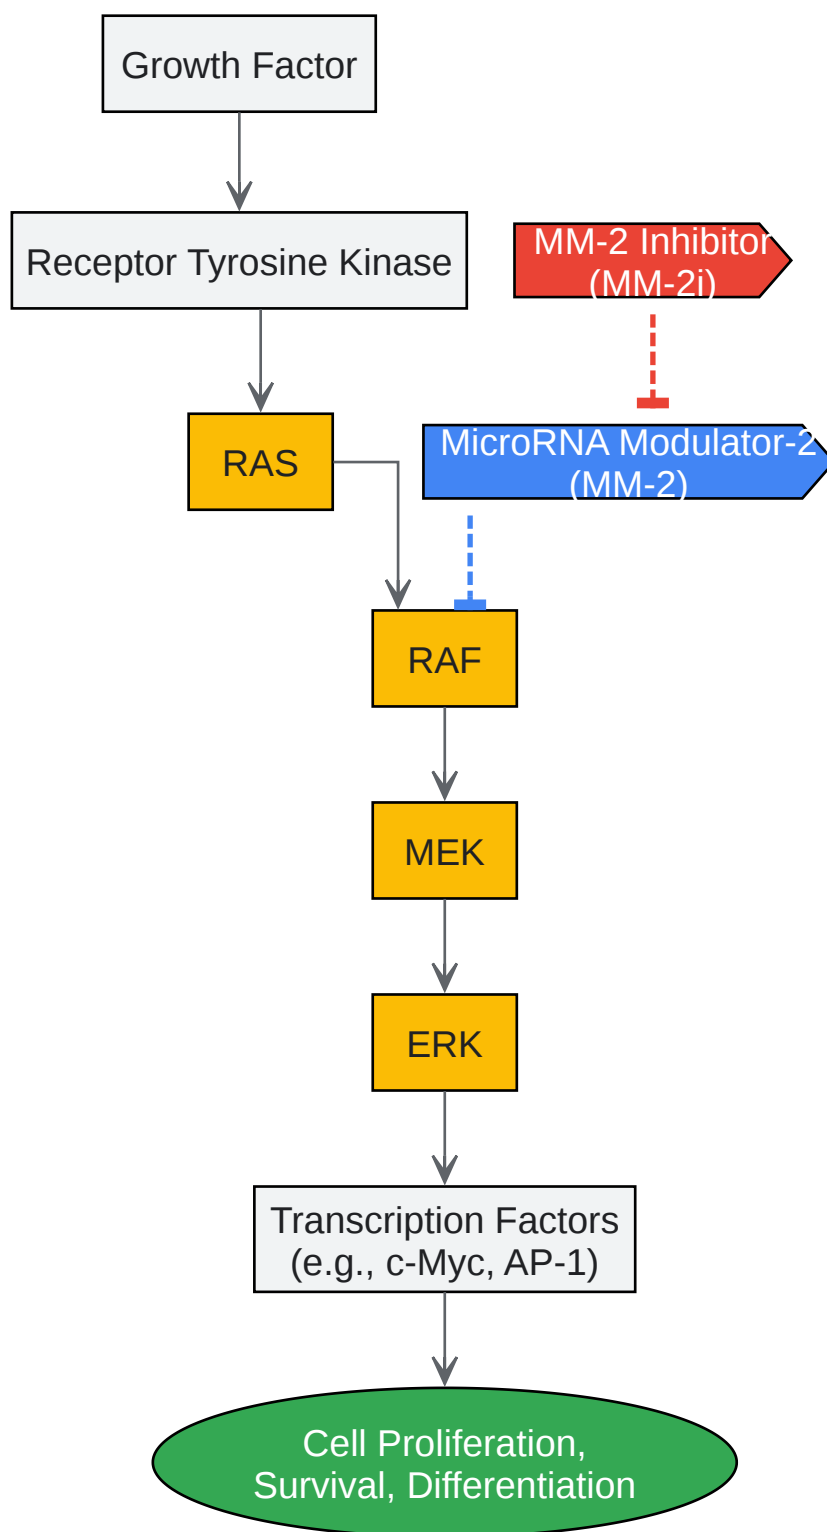 Growth Factor
Receptor Tyrosine Kinase
MM-2 Inhibitor
(MM-2i)
RAS
MicroRNA Modulator-2
(MM-2)
RAF
MEK
ERK
Transcription Factors
(e.g., c-Myc, AP-1)
Cell Proliferation,
Survival, Differentiation